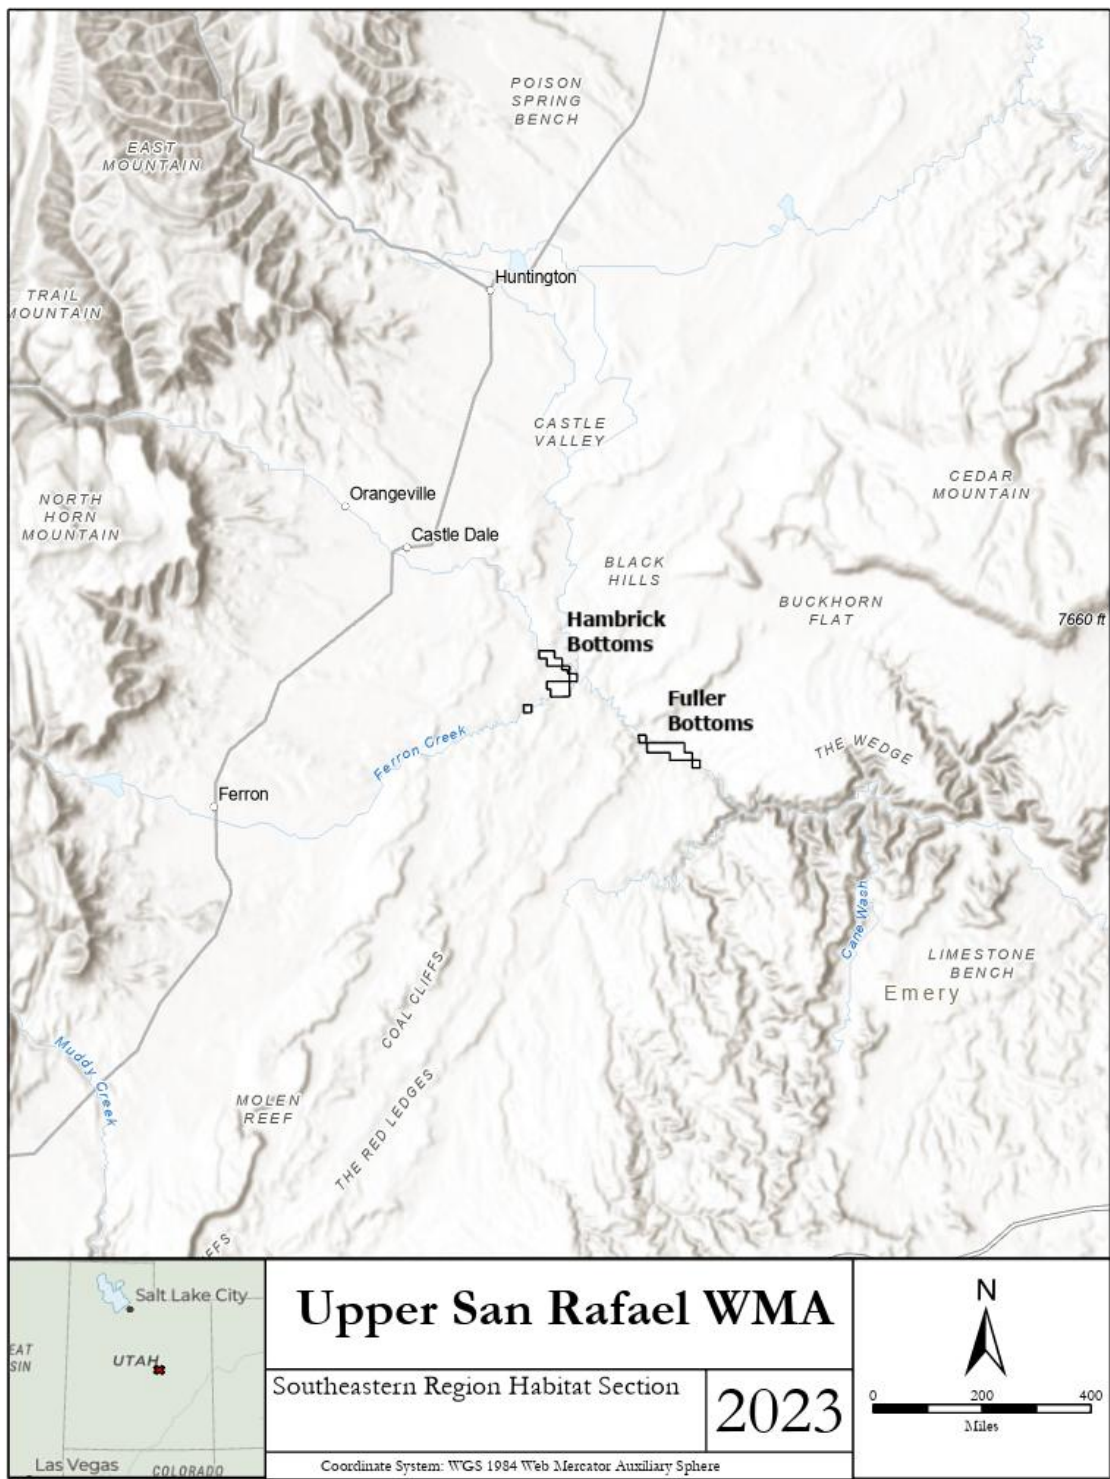 POISON
SPRING
BENCH
EAST
MOUNTAIN
Huntington
TRAIL
MOUNTAIN
CASTLE
VALLEY
CEDAR
MOUNTAIN
Orangeville
NORTH
HORN
MOUNTAIN
Castle Dale
BLACK
HILLS
BUCKHORN
FLAT
7660 ft
Hambrick
Bottoms
Fuller
Bottoms
THE WEDGE
Ferron Creek
Ferron
Cane Wash
LIMESTONE
BENCH
Emery
COAL CLIFFS
Muddy Creek
MOLEN
REEF
THE RED LEDGES
FFS
Salt Lake City
EAT
SIN
UTAH
Las Vegas
COLORADO
Upper San Rafael WMA
Southeastern Region Habitat Section
2023
Coordinate System: WGS 1984 Web Mercator Auxiliary Sphere
N
0 200 400
Miles